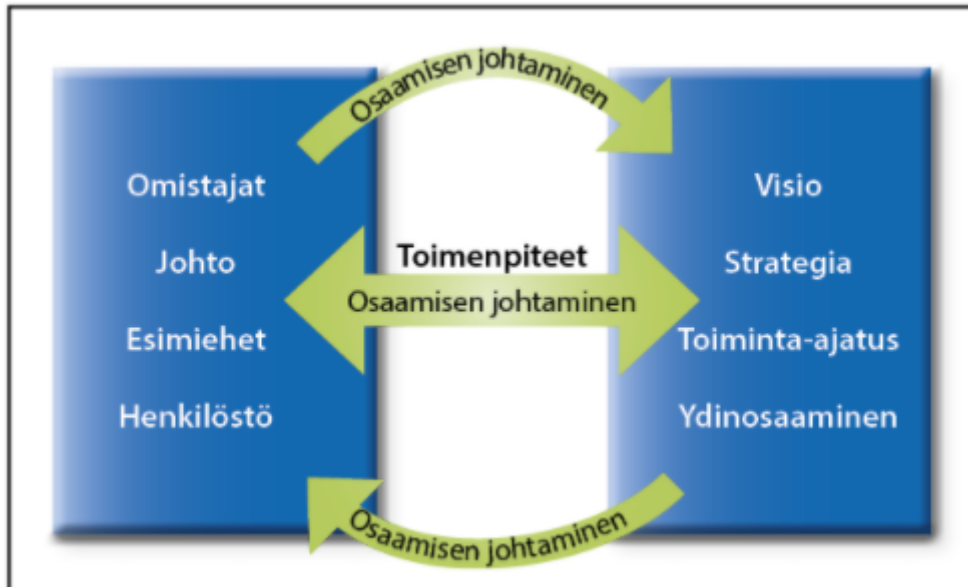 Osaamisen johtaminen
Omistajat
Johto
Esimiehet
Henkilöstö
Toimenpiteet
Osaamisen johtaminen
Visio
Strategia
Toiminta-ajatus
Ydinosaaminen
Osaamisen johtaminen